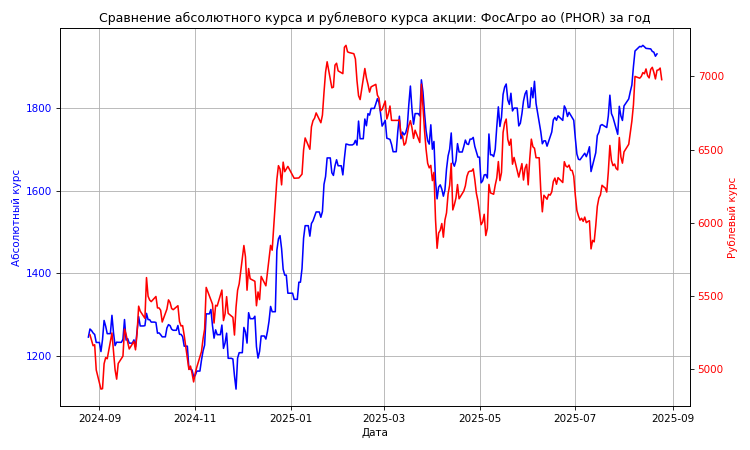 Сравнение абсолютного курса и рублевого курса акции: ФосАгро ао (PHOR) за год
Абсолютный курс
1800
1600
1400
1200
7000
6500
6000
5500
5000
Рублевый курс
2024-09 2024-11 2025-01 2025-03 2025-05 2025-07 2025-09
Дата